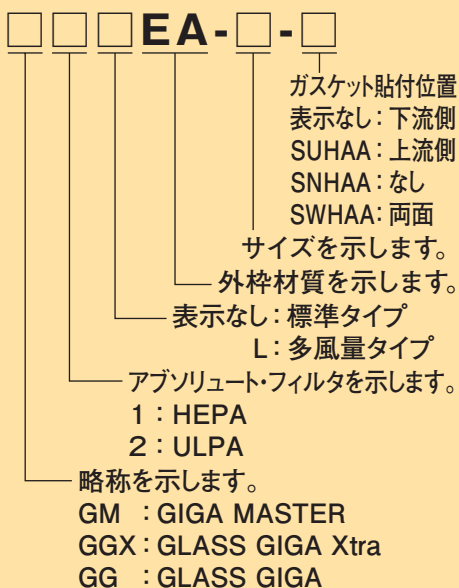 □□□EA-□-□
ガスケット貼付位置
表示なし：下流側
SUHAA：上流側
SNHAA：なし
SWHAA：両面
サイズを示します。
外枠材質を示します。
表示なし：標準タイプ
L：多風量タイプ
アブソリュート・フィルタを示します。
1：HEPA
2：ULPA
略称を示します。
GM ：GIGA MASTER
GGX：GLASS GIGA Xtra
GG ：GLASS GIGA